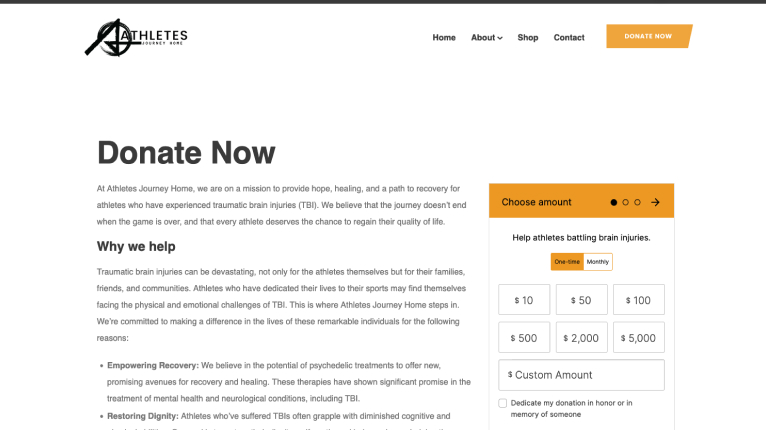 ATHLETES
JOURNEY HOME
Home
About
Shop
Contact
DONATE NOW
Donate Now
At Athletes Journey Home, we are on a mission to provide hope, healing, and a path to recovery for
athletes who have experienced traumatic brain injuries (TBI). We believe that the journey doesn't end
when the game is over, and that every athlete deserves the chance to regain their quality of life.
Why we help
Traumatic brain injuries can be devastating, not only for the athletes themselves but for their families,
friends, and communities. Athletes who have dedicated their lives to their sports may find themselves
facing the physical and emotional challenges of TBI. This is where Athletes Journey Home steps in.
We're committed to making a difference in the lives of these remarkable individuals for the following
reasons:
• Empowering Recovery: We believe in the potential of psychedelic treatments to offer new,
promising avenues for recovery and healing. These therapies have shown significant promise in the
treatment of mental health and neurological conditions, including TBI.
• Restoring Dignity: Athletes who've suffered TBIs often grapple with diminished cognitive and
Choose amount
Help athletes battling brain injuries.
One-time
Monthly
$ 10
$ 50
$ 100
$ 500
$ 2,000
$ 5,000
$ Custom Amount
Dedicate my donation in honor or in
memory of someone